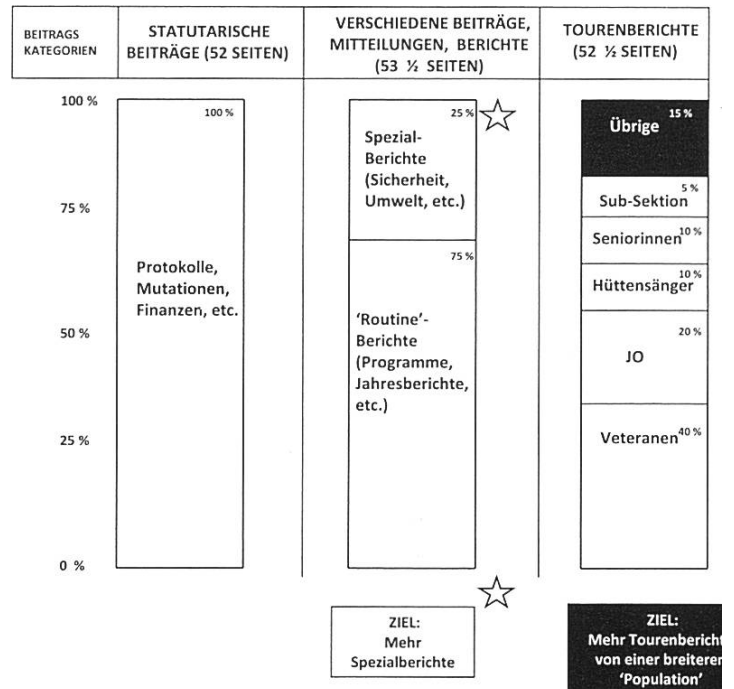 BEITRAGS
KATEGORIEN
STATUTARISCHE
BEITRÄGE (52 SEITEN)
VERSCHIEDENE BEITRÄGE,
MITTEILUNGEN, BERICHTE
(53 ½ SEITEN)
TOURENBERICHTE
(52 ½ SEITEN)
100 %
75 %
50 %
25 %
0 %
100 %
Protokolle,
Mutationen,
Finanzen, etc.
25 %
Spezial-
Berichte
(Sicherheit,
Umwelt, etc.)
75 %
'Routine'-
Berichte
(Programme,
Jahresberichte,
etc.)
15 %
Übrige
5 %
Sub-Sektion
10 %
Seniorinnen
10 %
Hüttensänger
20 %
JO
40 %
Veteranen
ZIEL:
Mehr
Spezialberichte
ZIEL:
Mehr Tourenbericht
von einer breiteren
'Population'